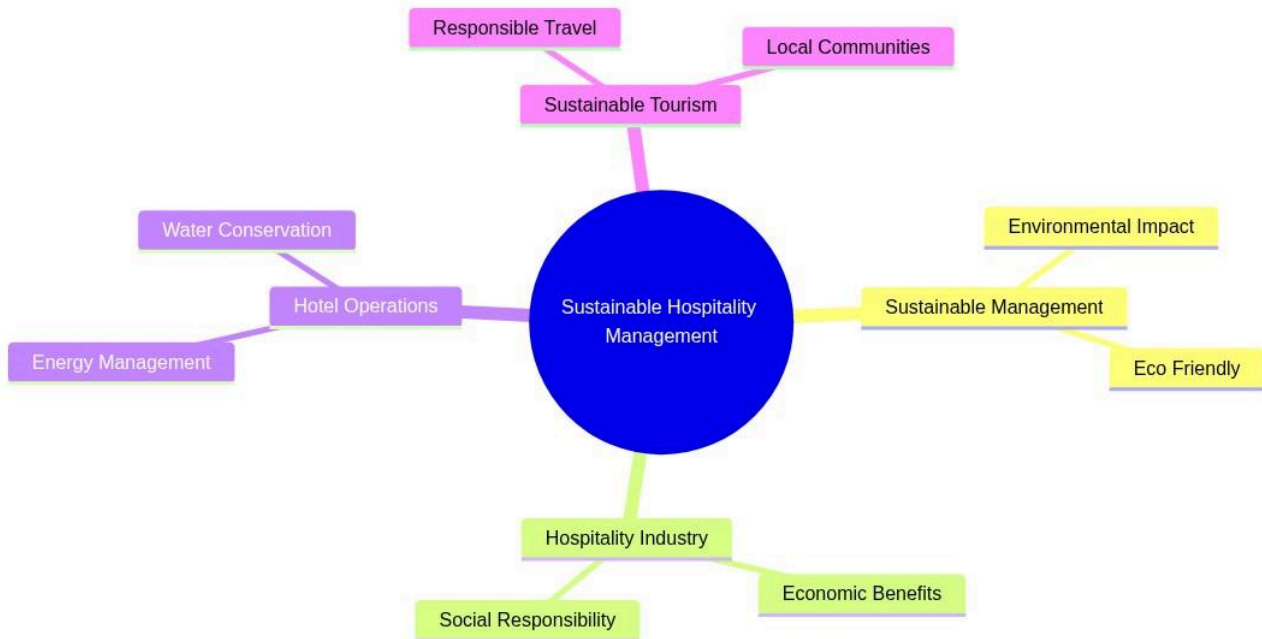 Responsible Travel
Local Communities
Sustainable Tourism
Water Conservation
Environmental Impact
Hotel Operations
Sustainable Hospitality
Management
Sustainable Management
Energy Management
Eco Friendly
Hospitality Industry
Economic Benefits
Social Responsibility